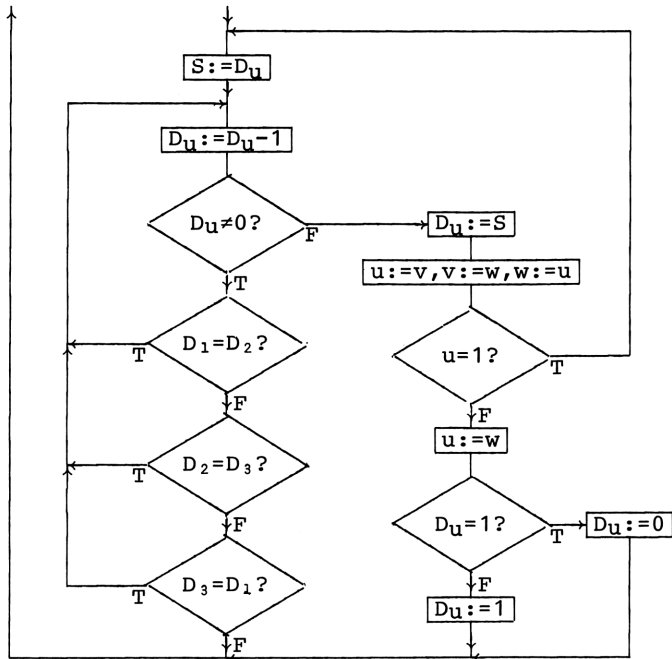 S:=Du
Du:=Du-1
Du≠0?
F
Du:=S
T
u:=v,v:=w,w:=u
D1=D2?
T
F
u=1?
T
F
u:=w
D2=D3?
T
F
Du=1?
T
Du:=0
F
D3=D1?
T
Du:=1
F